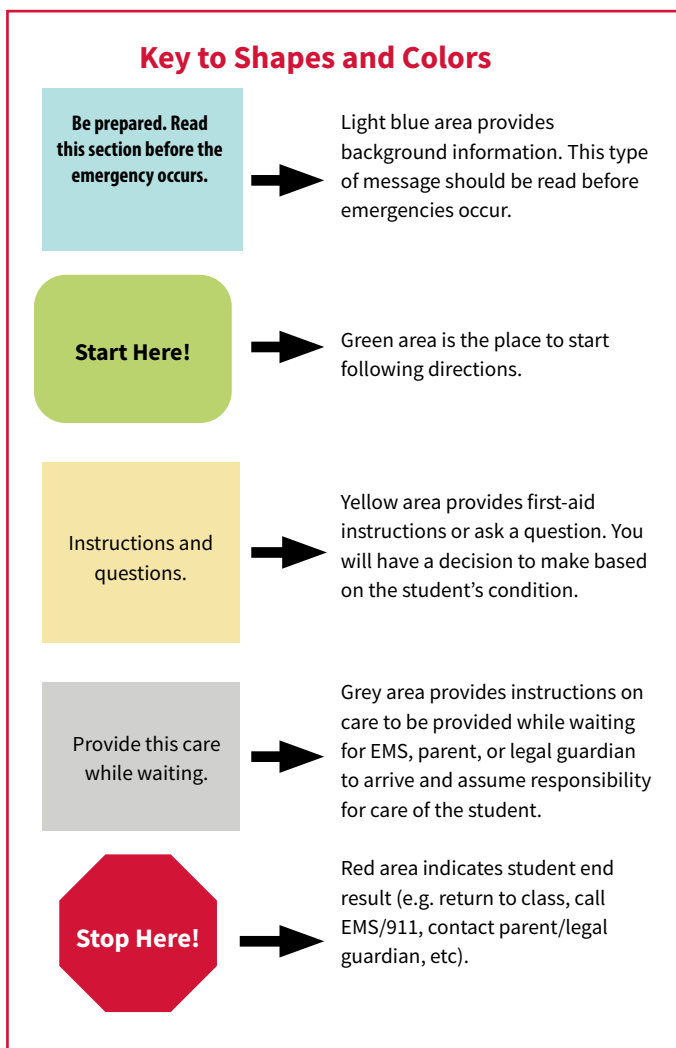 Key to Shapes and Colors
Be prepared. Read
this section before the
emergency occurs.
Light blue area provides
background information. This type
of message should be read before
emergencies occur.
Start Here!
Green area is the place to start
following directions.
Instructions and
questions.
Yellow area provides first-aid
instructions or ask a question. You
will have a decision to make based
on the student’s condition.
Provide this care
while waiting.
Grey area provides instructions on
care to be provided while waiting
for EMS, parent, or legal guardian
to arrive and assume responsibility
for care of the student.
Stop Here!
Red area indicates student end
result (e.g. return to class, call
EMS/911, contact parent/legal
guardian, etc).